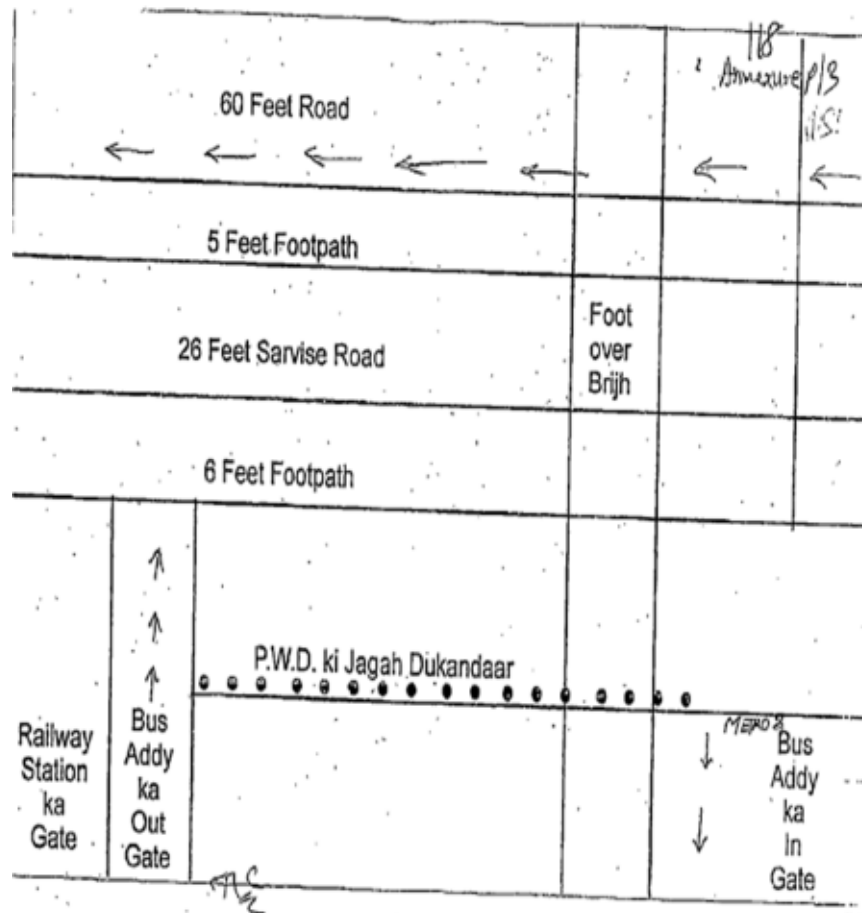 118
Annexure P/3
60 Feet Road
5 Feet Footpath
26 Feet Sarvise Road
Foot
over
Brijh
6 Feet Footpath
P.W.D. ki Jagah Dukandaar
Railway
Station
ka
Gate
Bus
Addy
ka
Out
Gate
Bus
Addy
ka
In
Gate